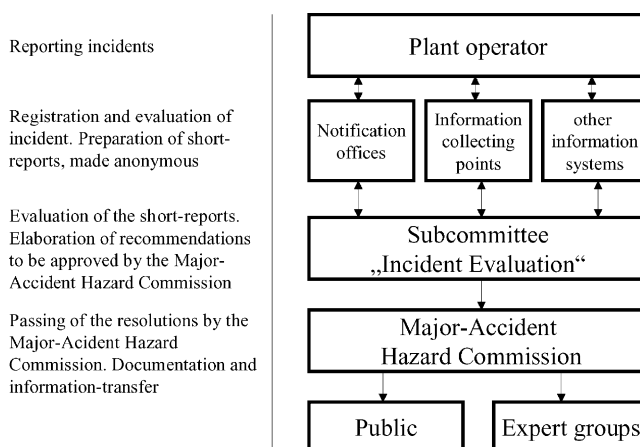 Reporting incidents
Plant operator
Registration and evaluation of
incident. Preparation of short-
reports, made anonymous
Notification
offices
Information
collecting
points
other
information
systems
Evaluation of the short-reports.
Elaboration of recommendations
to be approved by the Major-
Accident Hazard Commission
Subcommittee
„Incident Evaluation“
Passing of the resolutions by the
Major-Acident Hazard
Commission. Documentation and
information-transfer
Major-Accident
Hazard Commission
Public
Expert groups